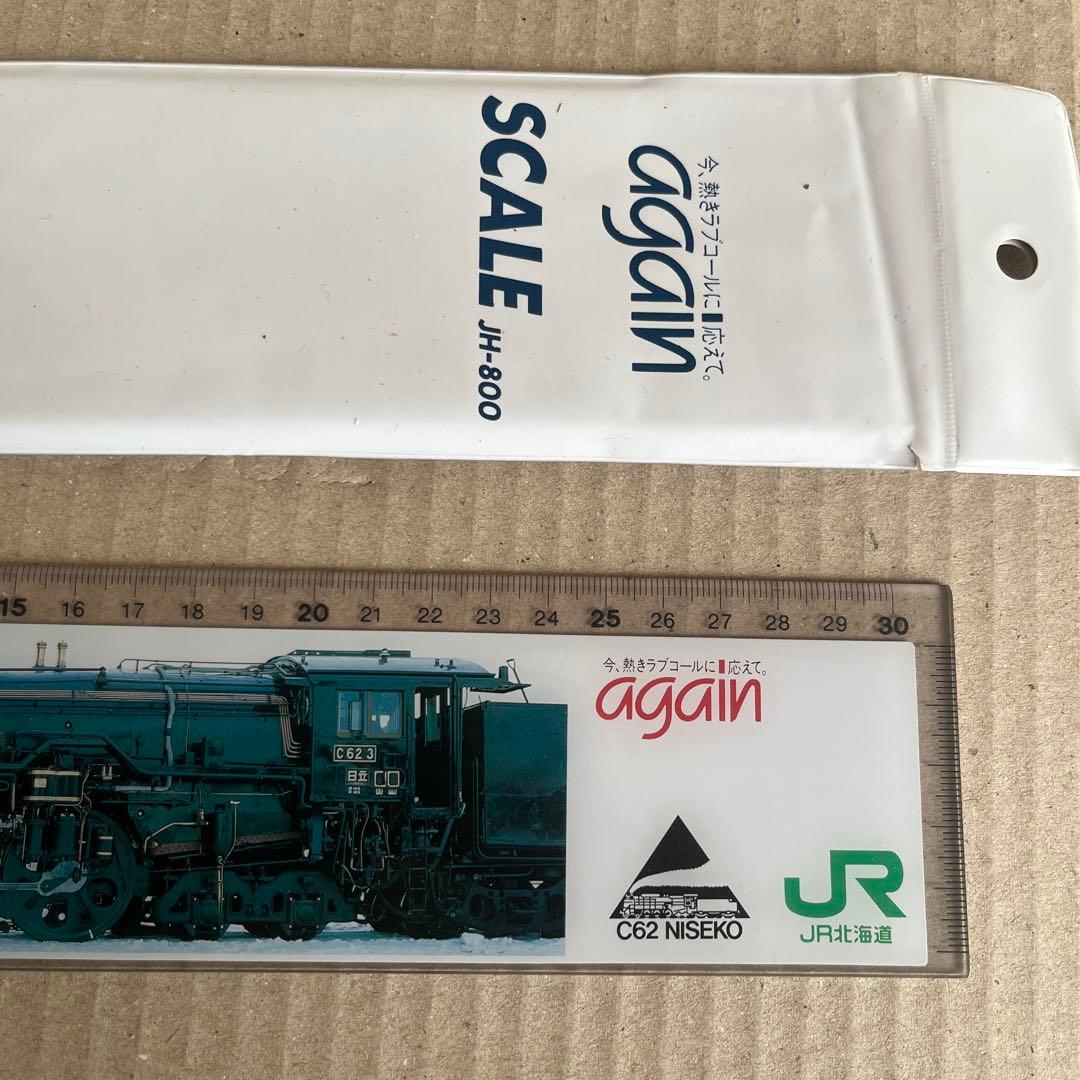 今、熱きラブコールに応えて。
again
SCALE
JH-800
15 16 17 18 19 20 21 22 23 24 25 26 27 28 29 30
今、熱きラブコールに応えて。
again
C62 3
日立
C62 NISEKO
JR
JR北海道